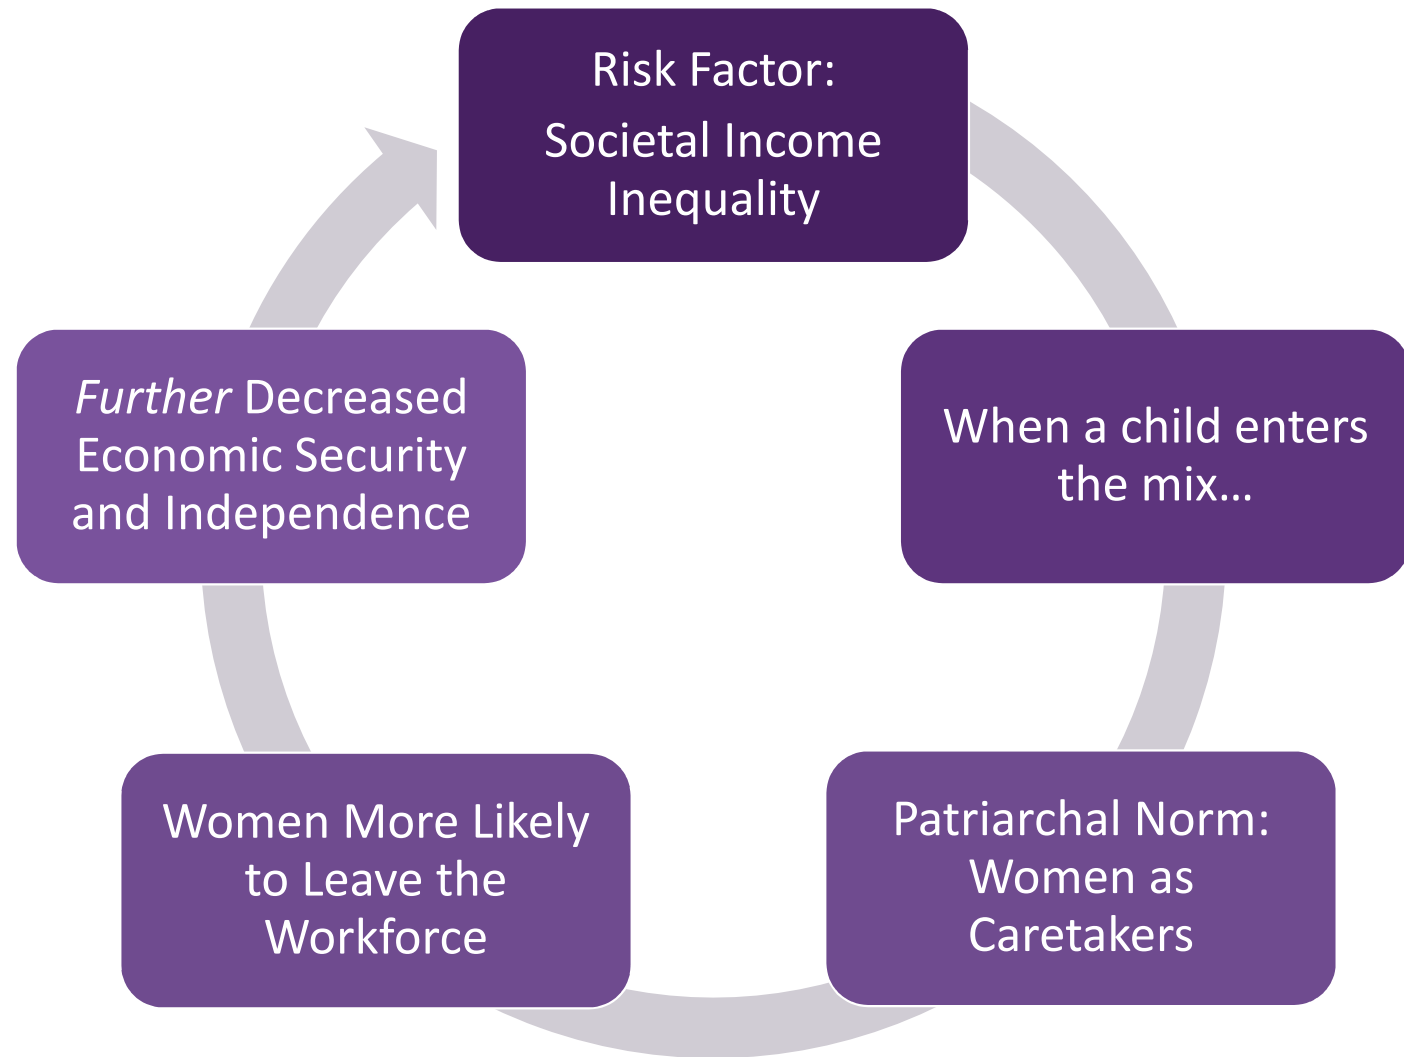 Risk Factor:
Societal Income
Inequality
When a child enters
the mix...
Patriarchal Norm:
Women as
Caretakers
Women More Likely
to Leave the
Workforce
Further Decreased
Economic Security
and Independence